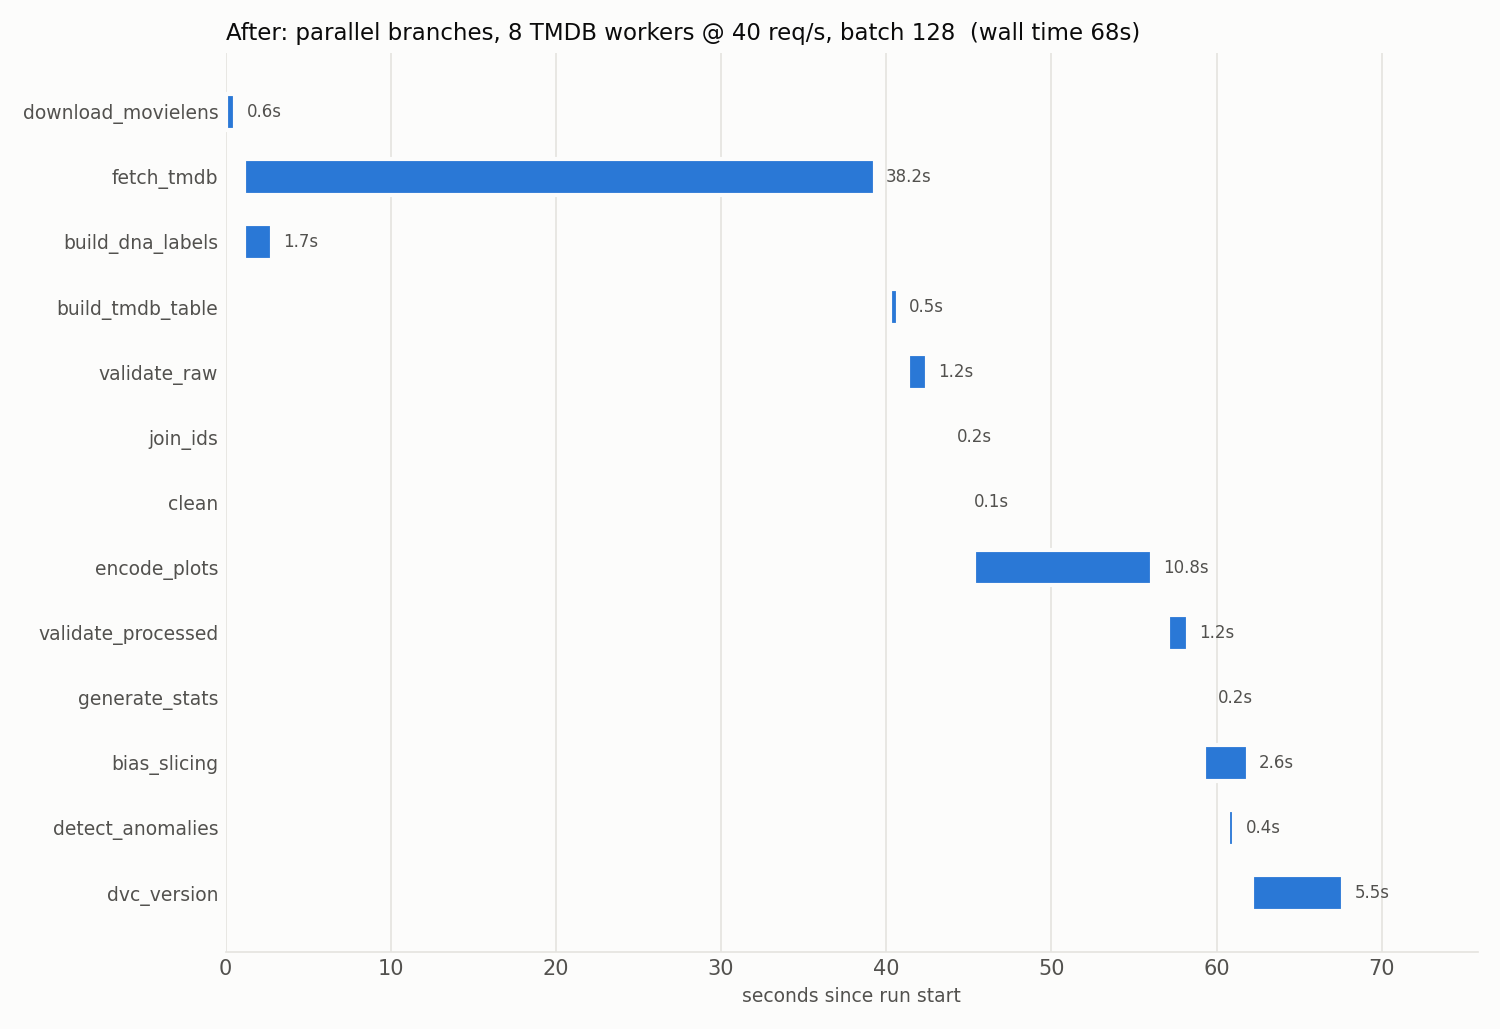 After: parallel branches, 8 TMDB workers @ 40 req/s, batch 128  (wall time 68s)
download_movielens 0.6s
fetch_tmdb 38.2s
build_dna_labels 1.7s
build_tmdb_table 0.5s
validate_raw 1.2s
join_ids 0.2s
clean 0.1s
encode_plots 10.8s
validate_processed 1.2s
generate_stats 0.2s
bias_slicing 2.6s
detect_anomalies 0.4s
dvc_version 5.5s
0 10 20 30 40 50 60 70
seconds since run start